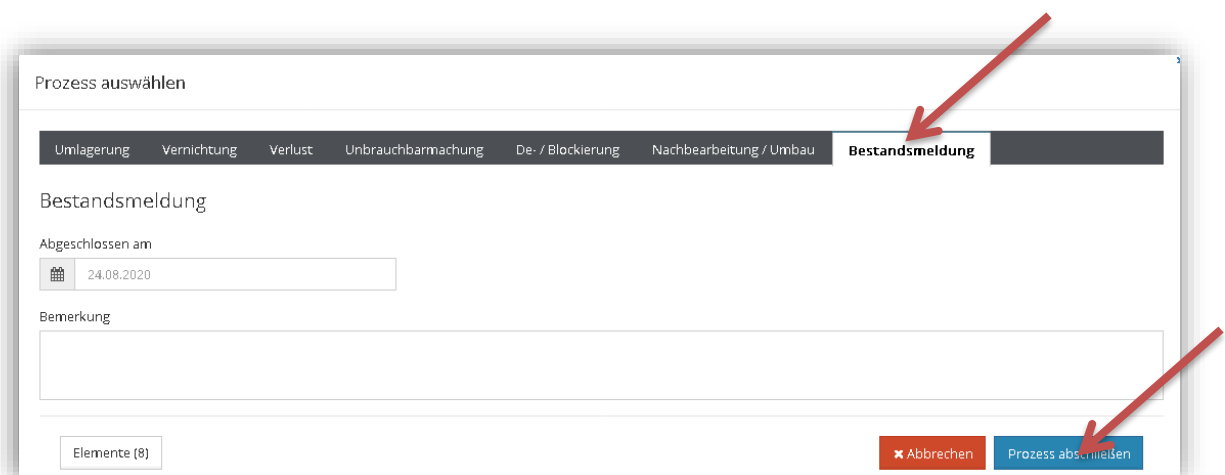 Prozess auswählen
Umlagerung Vernichtung Verlust Unbrauchbarmachung De- / Blockierung Nachbearbeitung / Umbau Bestandsmeldung
Bestandsmeldung
Abgeschlossen am
24.08.2020
Bemerkung
Elemente (8) Abbrechen Prozess abschließen